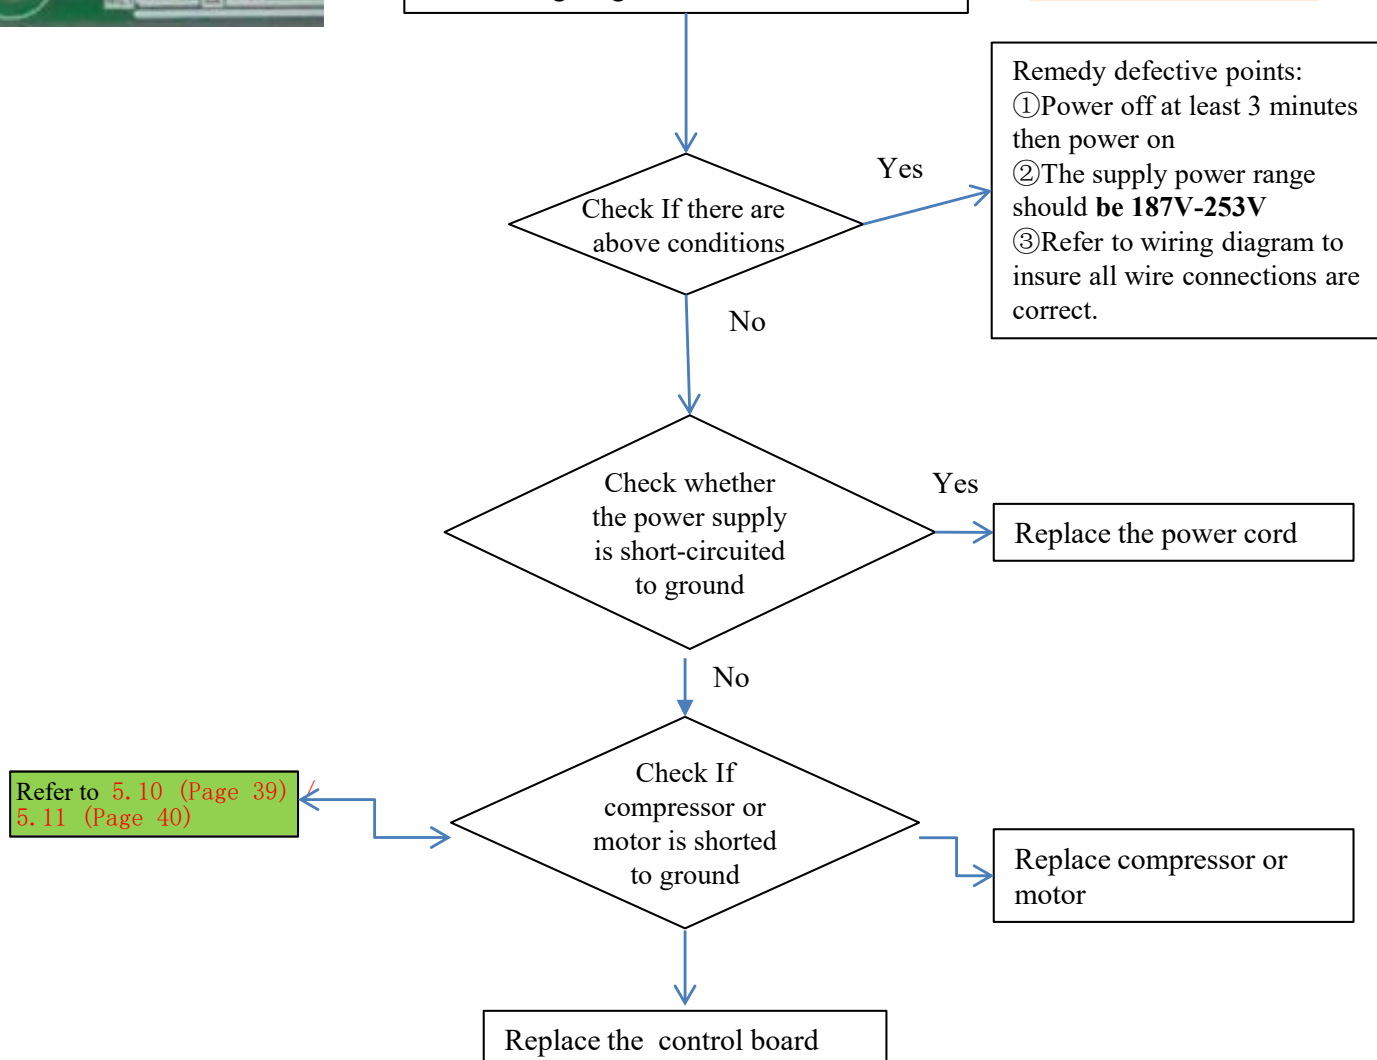 Remedy defective points:
①Power off at least 3 minutes
then power on
②The supply power range
should be 187V-253V
③Refer to wiring diagram to
insure all wire connections are
correct.
Yes
Check If there are
above conditions
No
Check whether
the power supply
is short-circuited
to ground
Yes
Replace the power cord
No
Refer to 5.10 (Page 39) /
5.11 (Page 40)
Check If
compressor or
motor is shorted
to ground
Replace compressor or
motor
Replace the control board